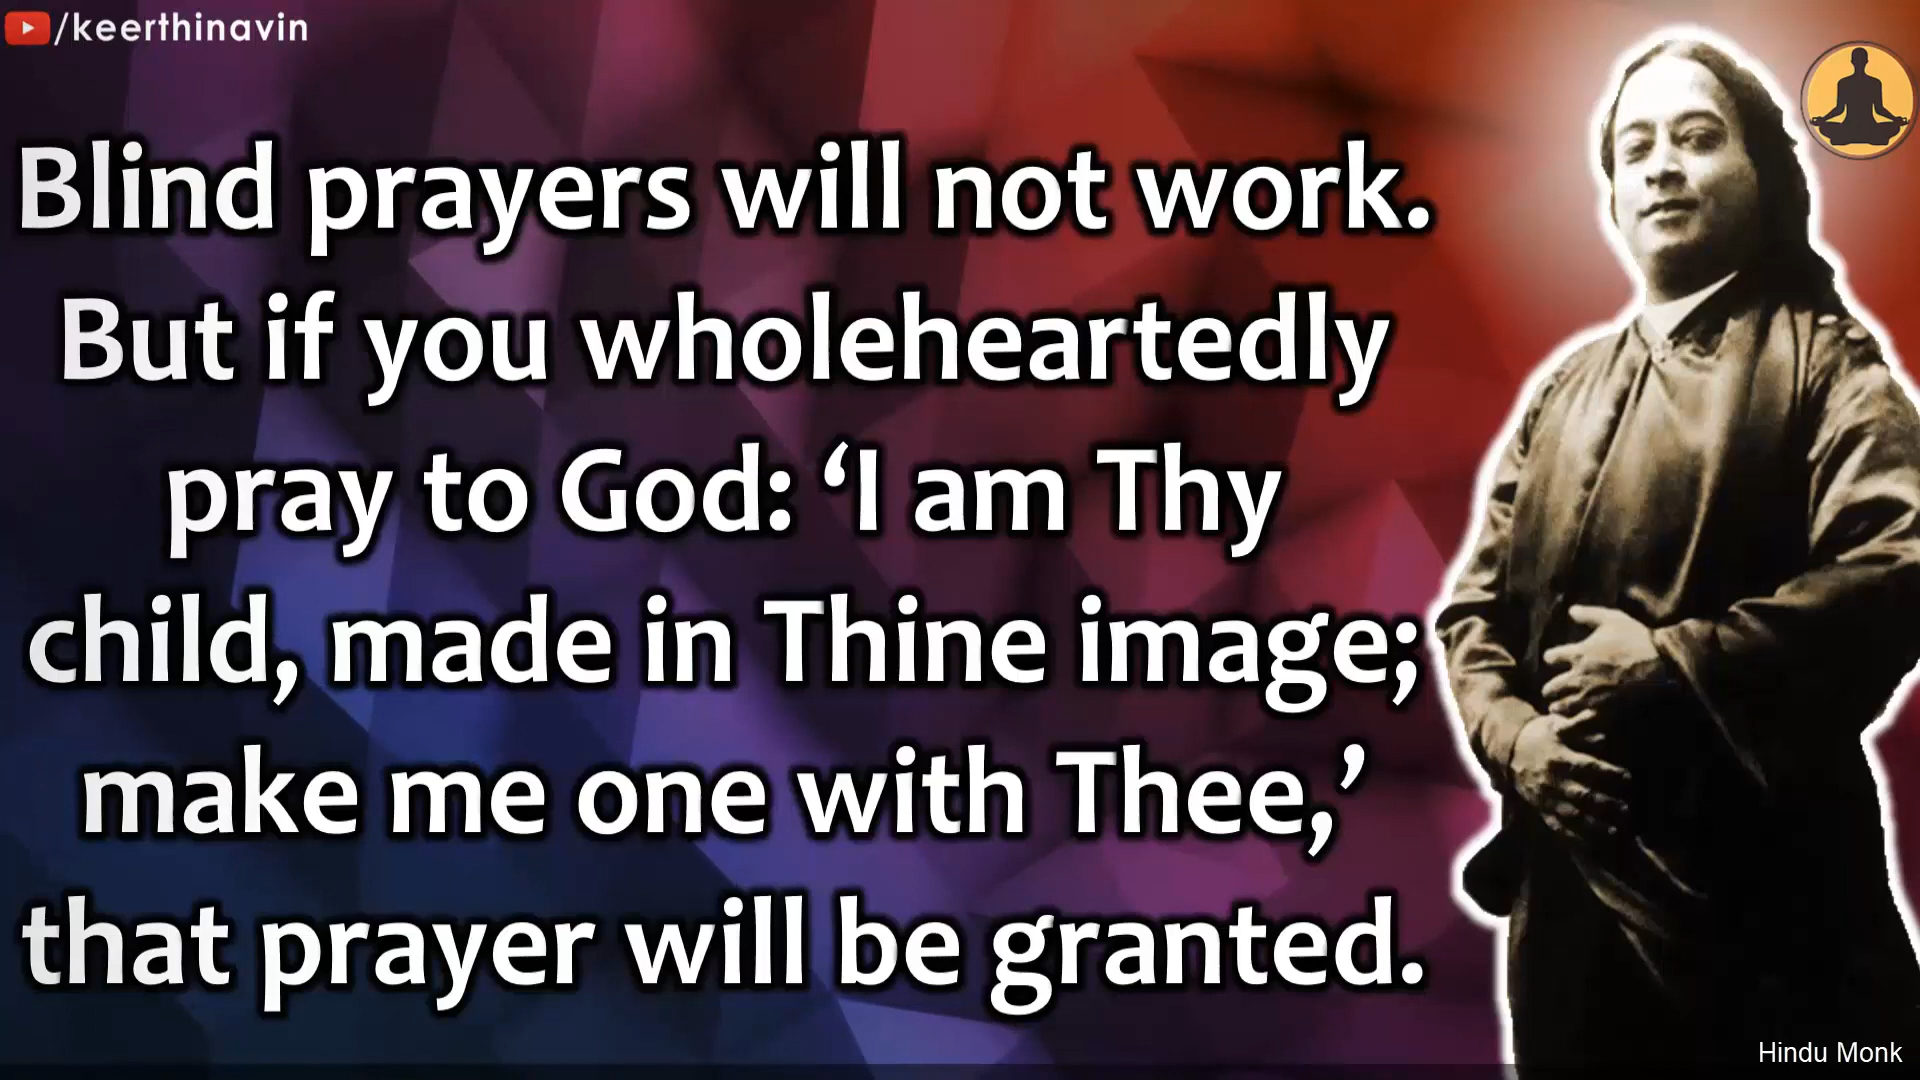 /keerthinavin
Blind prayers will not work.
But if you wholeheartedly
pray to God: ‘I am Thy
child, made in Thine image;
make me one with Thee,’
that prayer will be granted.
Hindu Monk